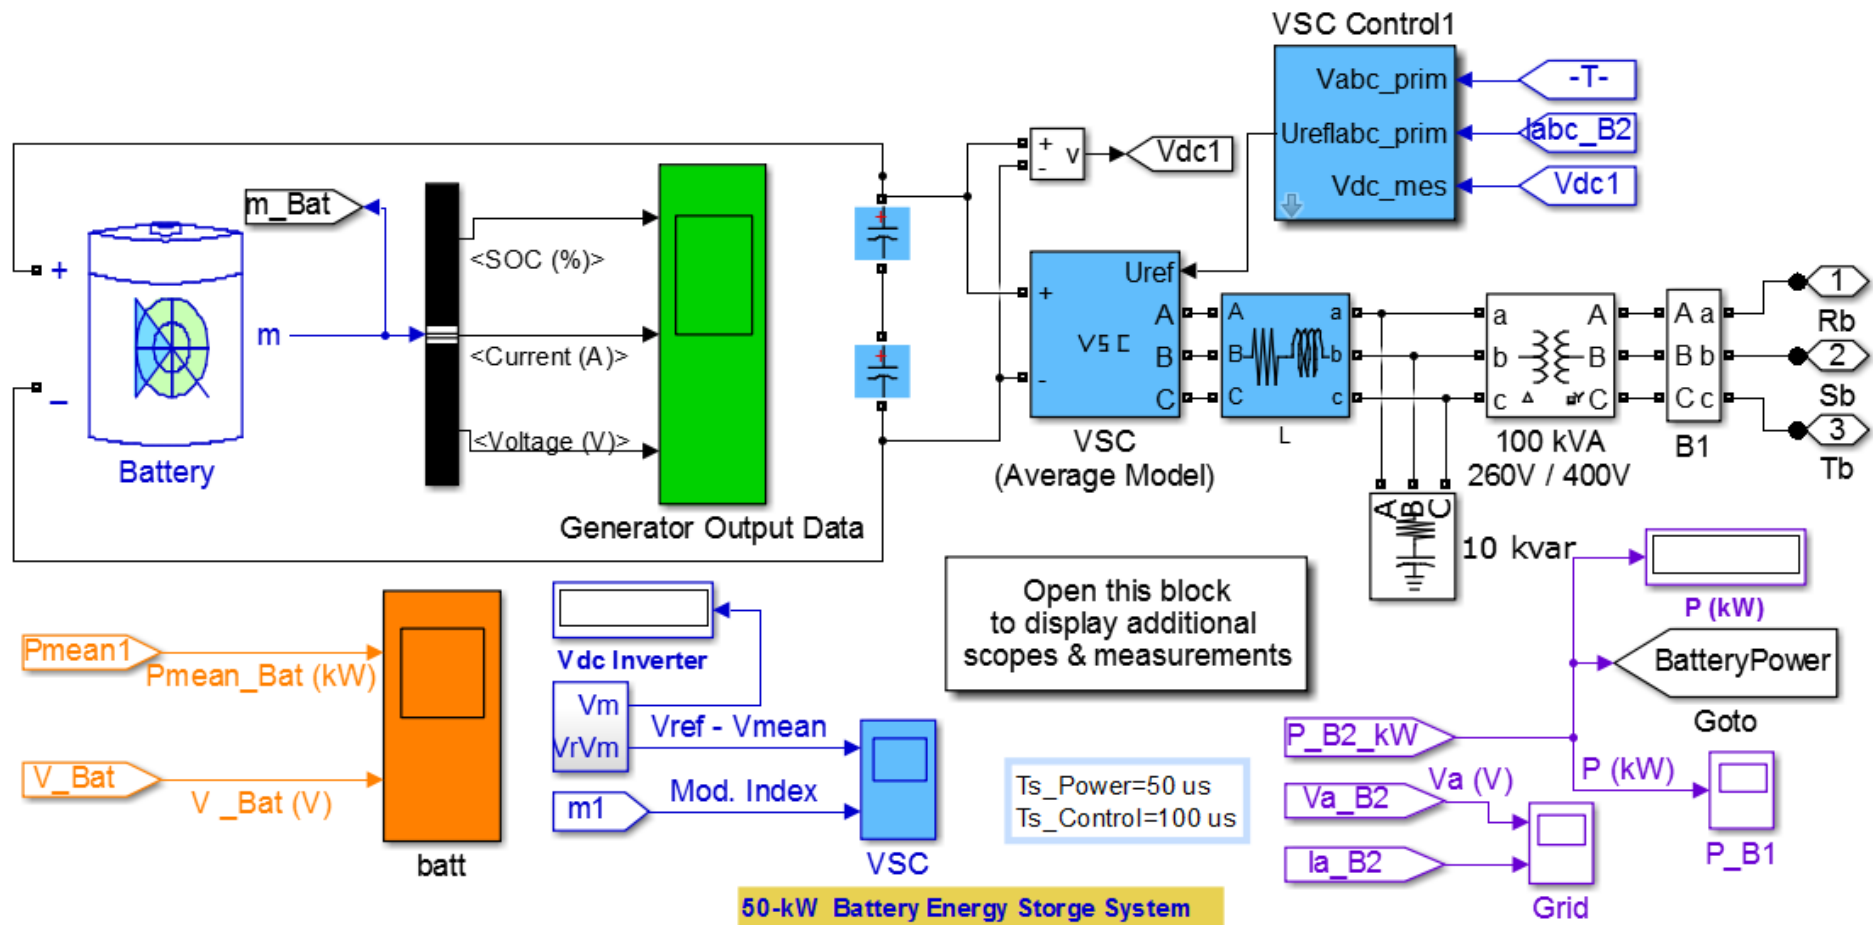 VSC Control1
Vabc_prim
-T-
UrefIabc_prim
Iabc_B2
Vdc_mes
Vdc1
+
-
v
Vdc1
m_Bat
<SOC (%)>
+
m
<Current (A)>
–
<Voltage (V)>
Battery
Generator Output Data
+
+
Uref
+
-
VSC
A
B
C
VSC
(Average Model)
A a
B b
C c
L
a A
b B
c C
100 kVA
260V / 400V
A a
B b
C c
B1
1
Rb
2
Sb
3
Tb
A B C
10 kvar
Open this block
to display additional
scopes & measurements
P (kW)
BatteryPower
Goto
P_B2_kW
P (kW)
P_B1
Va_B2
Va (V)
Ia_B2
Grid
Pmean1
Pmean_Bat (kW)
V_Bat
V _Bat (V)
batt
Vdc Inverter
Vm
VrVm
Vref - Vmean
m1
Mod. Index
VSC
Ts_Power=50 us
Ts_Control=100 us
50-kW Battery Energy Storge System